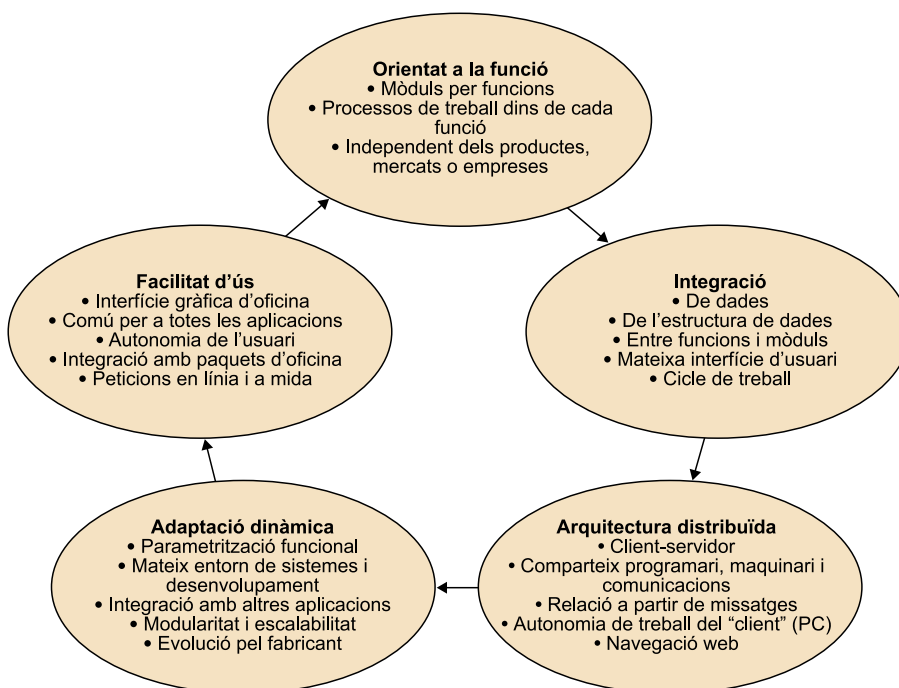 Orientat a la funció
• Mòduls per funcions
• Processos de treball dins de cada
funció
• Independent dels productes,
mercats o empreses
Facilitat d’ús
• Interfície gràfica d’oficina
• Comú per a totes les aplicacions
• Autonomia de l’usuari
• Integració amb paquets d’oficina
• Peticions en línia i a mida
Integració
• De dades
• De l’estructura de dades
• Entre funcions i mòduls
• Mateixa interfície d’usuari
• Cicle de treball
Adaptació dinàmica
• Parametrització funcional
• Mateix entorn de sistemes i
desenvolupament
• Integració amb altres aplicacions
• Modularitat i escalabilitat
• Evolució pel fabricant
Arquitectura distribuïda
• Client-servidor
• Comparteix programari, maquinari i
comunicacions
• Relació a partir de missatges
• Autonomia de treball del “client” (PC)
• Navegació web